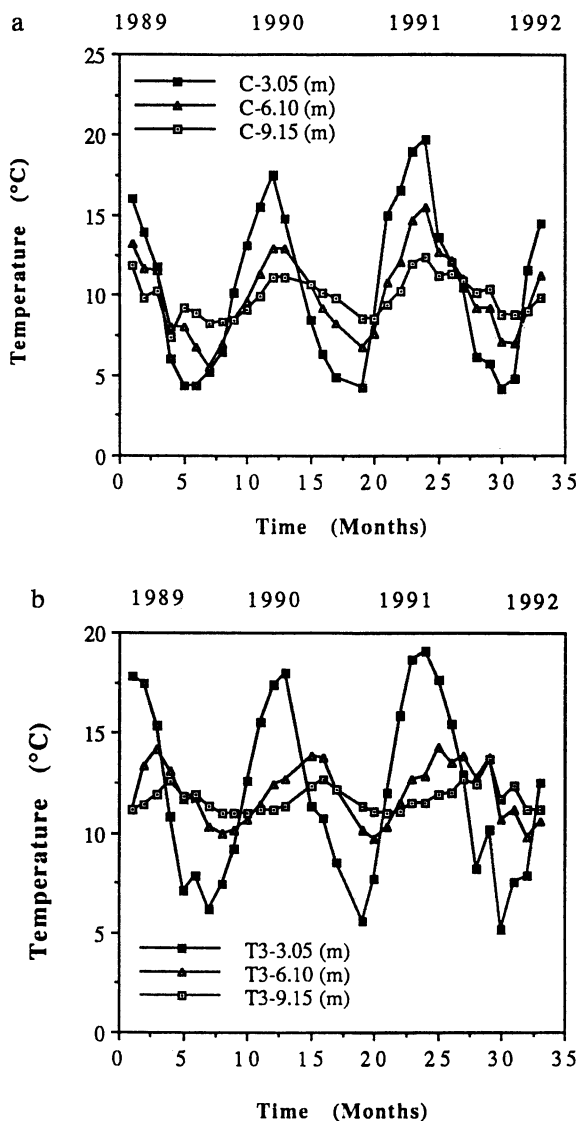 a
1989 1990 1991 1992
25
20
15
10
5
0
Temperature (°C)
C-3.05 (m)
C-6.10 (m)
C-9.15 (m)
0 5 10 15 20 25 30 35
Time (Months)
b
1989 1990 1991 1992
20
15
10
5
0
Temperature (°C)
T3-3.05 (m)
T3-6.10 (m)
T3-9.15 (m)
0 5 10 15 20 25 30 35
Time (Months)